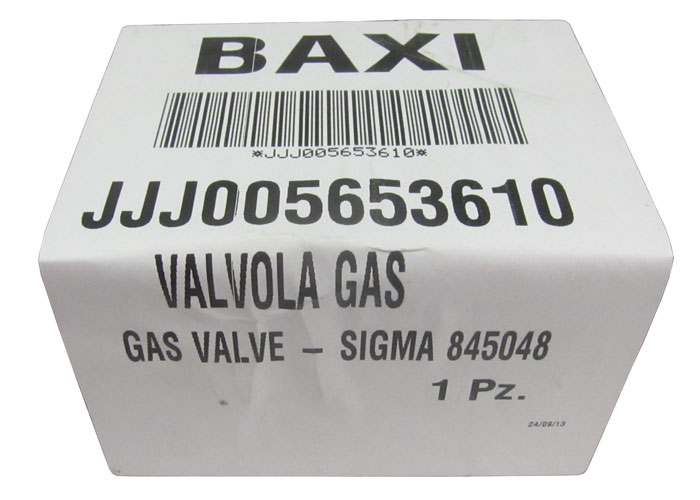 BAXI
*JJJ005653610*
JJJ005653610
VALVOLA GAS
GAS VALVE - SIGMA 845048
1 Pz.
24/09/13